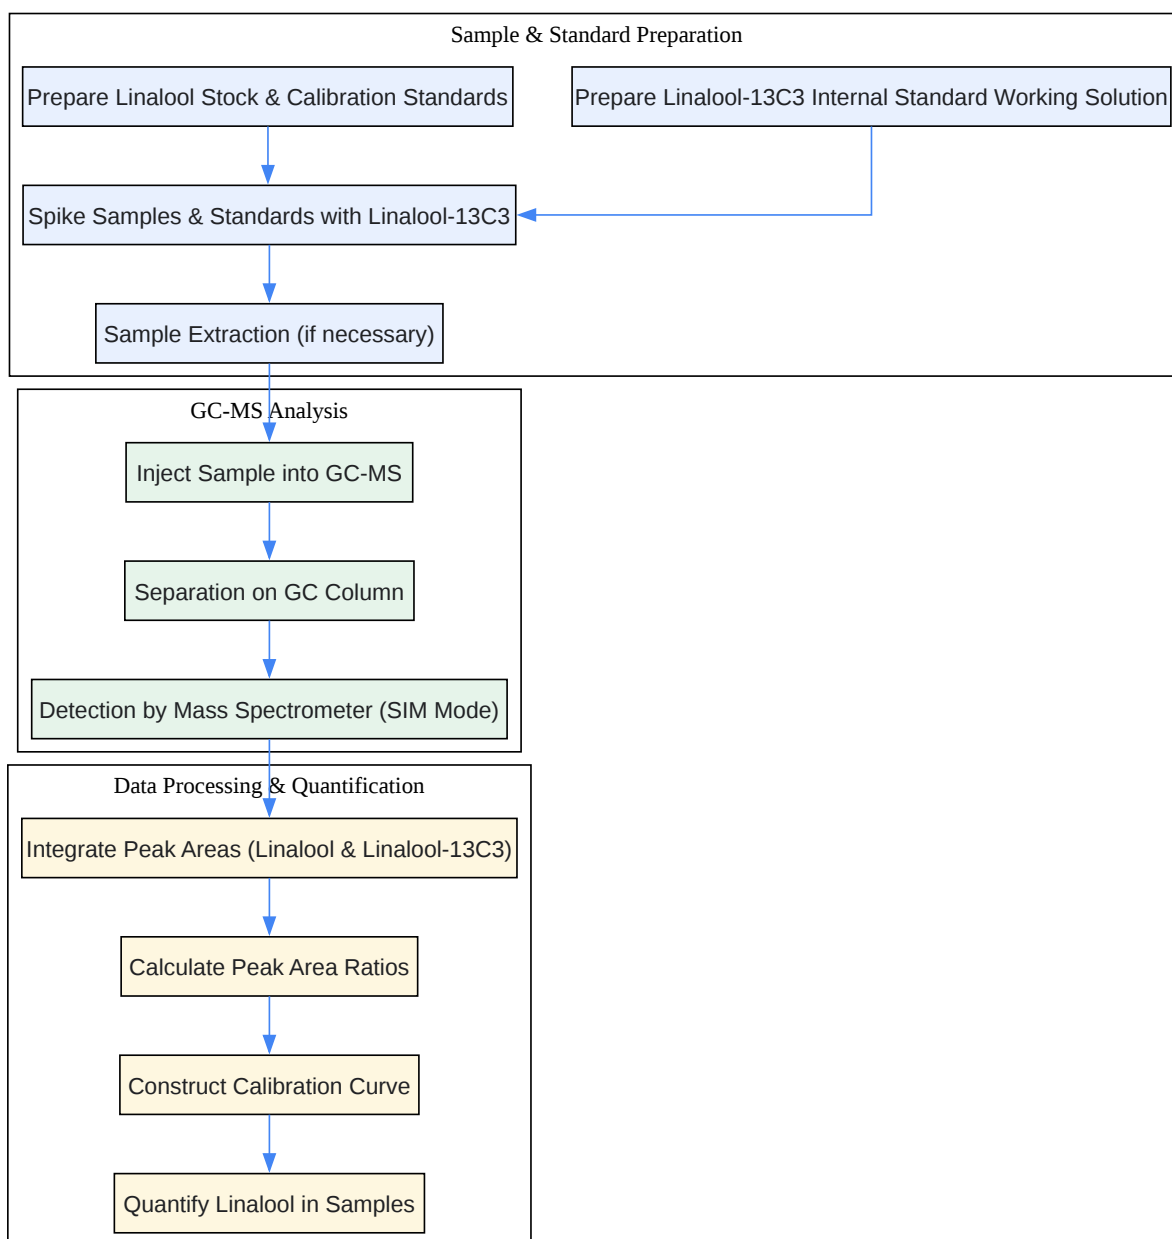 Sample & Standard Preparation
Prepare Linalool Stock & Calibration Standards
Prepare Linalool-13C3 Internal Standard Working Solution
Spike Samples & Standards with Linalool-13C3
Sample Extraction (if necessary)
GC-MS Analysis
Inject Sample into GC-MS
Separation on GC Column
Detection by Mass Spectrometer (SIM Mode)
Data Processing & Quantification
Integrate Peak Areas (Linalool & Linalool-13C3)
Calculate Peak Area Ratios
Construct Calibration Curve
Quantify Linalool in Samples